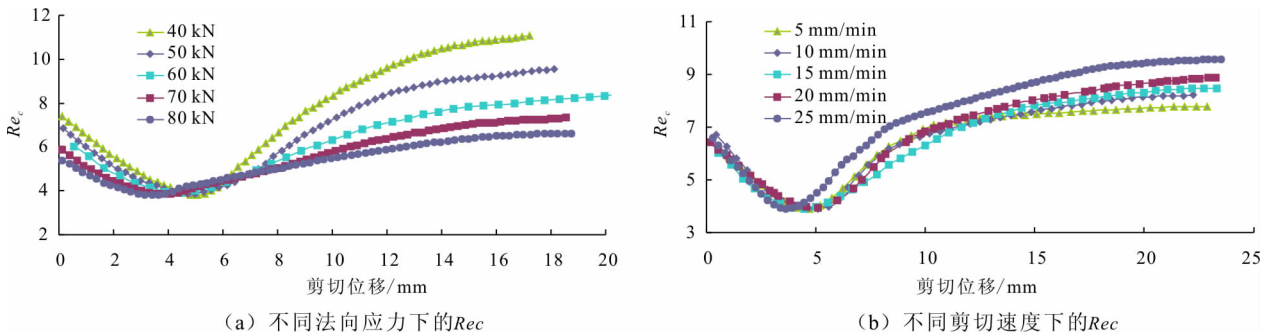 12
10
8
6
4
2
Re_c
40 kN
50 kN
60 kN
70 kN
80 kN
0 2 4 6 8 10 12 14 16 18 20
剪切位移/mm
(a) 不同法向应力下的Rec
11
9
7
5
3
Re_c
5 mm/min
10 mm/min
15 mm/min
20 mm/min
25 mm/min
0 5 10 15 20 25
剪切位移/mm
(b) 不同剪切速度下的Rec